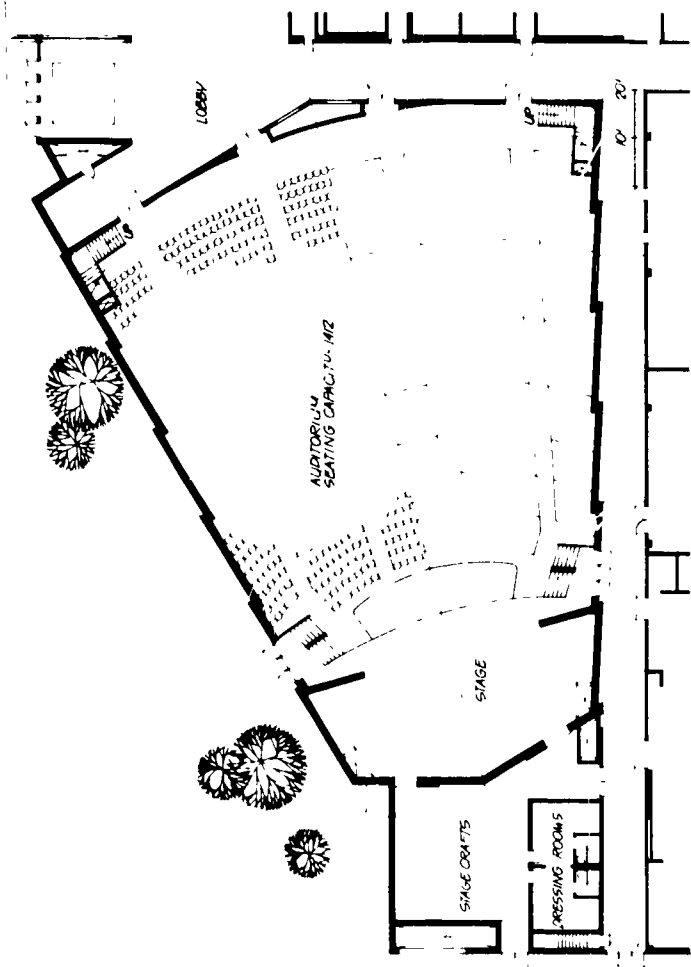 LOBBY
UP
20'
10'
AUDITORIUM
SEATING CAPACITY - 1412
STAGE
STAGE CRAFTS
DRESSING ROOMS